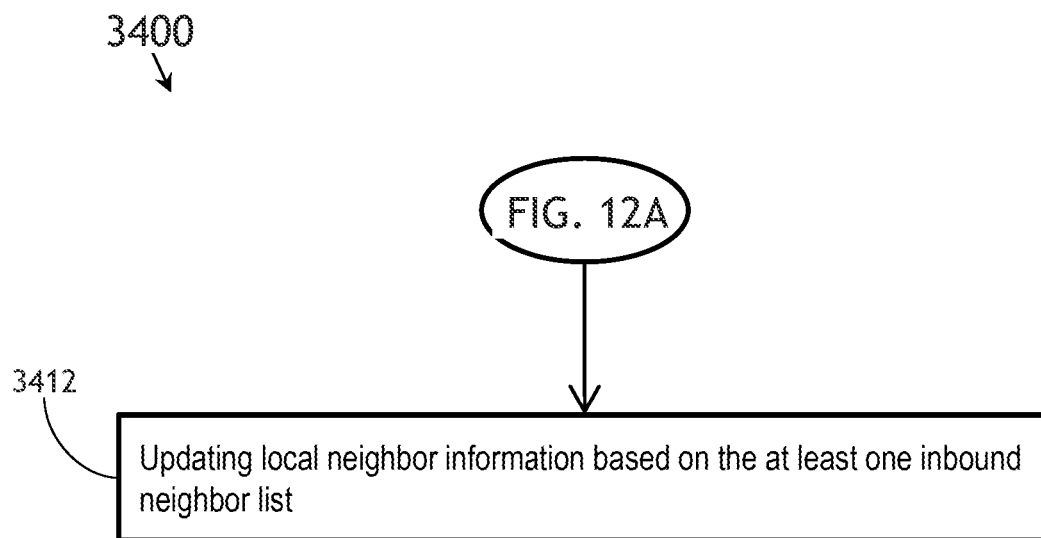 3400
FIG. 12A
3412
Updating local neighbor information based on the at least one inbound
neighbor list